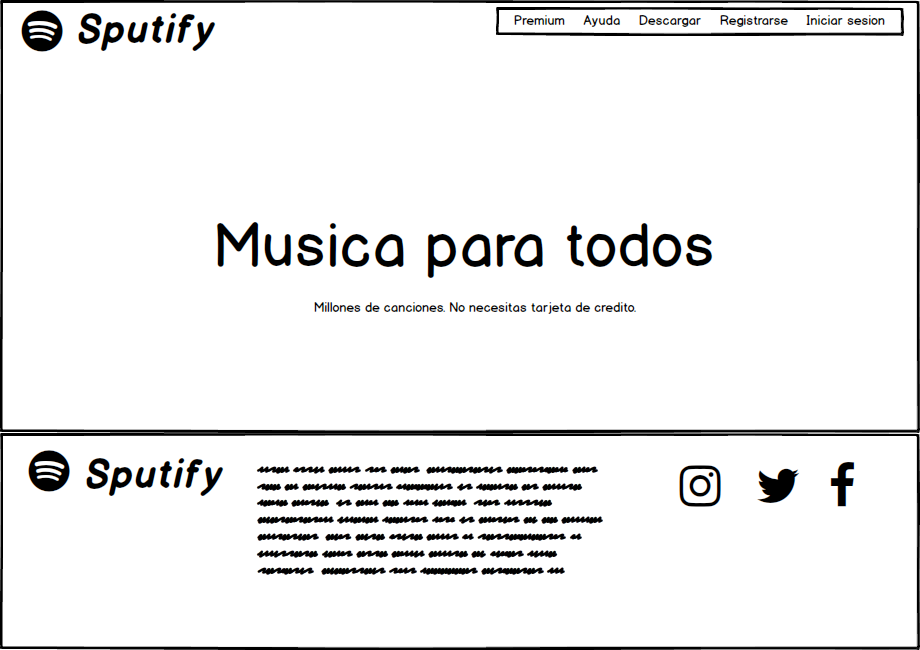 Sputify
Premium Ayuda Descargar Registrarse Iniciar sesion
Musica para todos
Millones de canciones. No necesitas tarjeta de credito.
Sputify